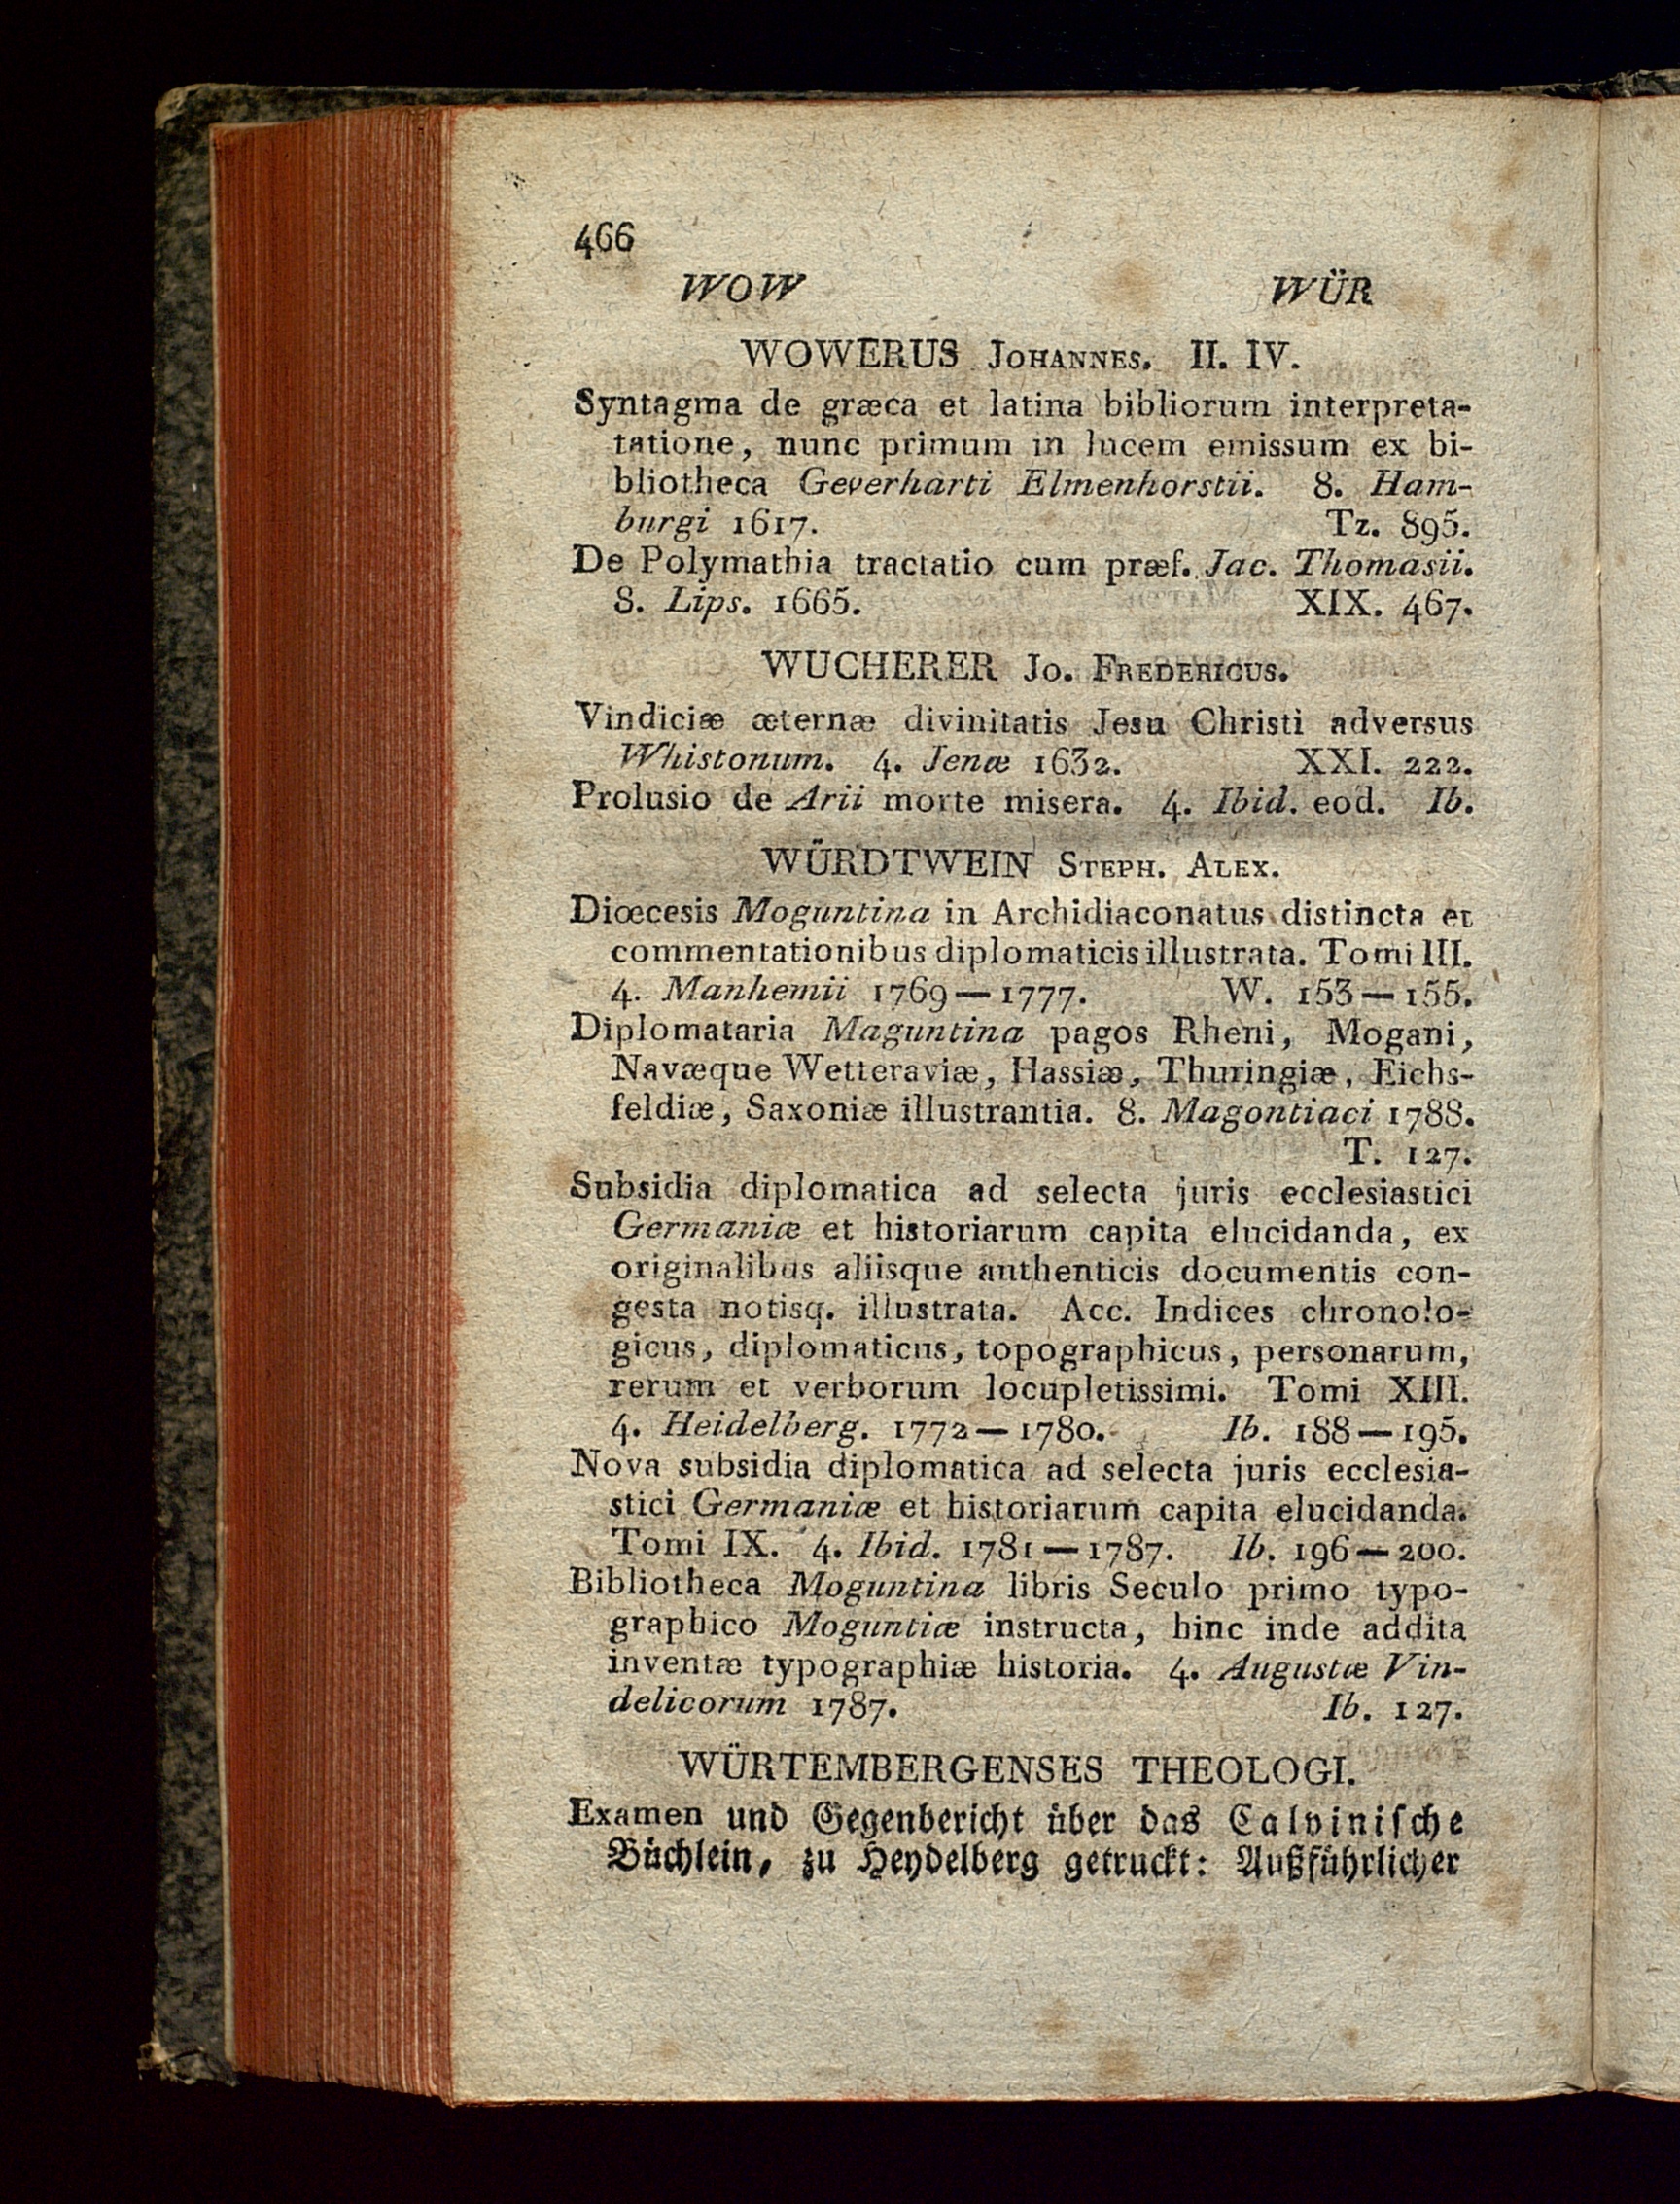 466
WOW WÜR
WOWERUS JOHANNES. II. IV.
Syntagma de græca et latina bibliorum interpreta-
tatione, nunc primum in lucem emissum ex bi-
bliotheca Geverharti Elmenhorstii. 8. Ham-
burgi 1617. Tz. 895.
De Polymathia tractatio cum præf. Jac. Thomasii.
8. Lips. 1665. XIX. 467.
WUCHERER JO. FREDERICUS.
Vindiciæ æternæ divinitatis Jesu Christi adversus
Whistonum. 4. Jenæ 1632. XXI. 222.
Prolusio de Arii morte misera. 4. Ibid. eod. Ib.
WÜRDTWEIN STEPH. ALEX.
Diœcesis Moguntina in Archidiaconatus distincta et
commentationibus diplomaticis illustrata. Tomi III.
4. Manhemii 1769—1777. W. 153—155.
Diplomataria Maguntina pagos Rheni, Mogani,
Navæque Wetteraviæ, Hassiæ, Thuringiæ, Eichs-
feldiæ, Saxoniæ illustrantia. 8. Magontiaci 1788.
T. 127.
Subsidia diplomatica ad selecta juris ecclesiastici
Germaniæ et historiarum capita elucidanda, ex
originalibus aliisque authenticis documentis con-
gesta notisq. illustrata. Acc. Indices chronolo-
gicus, diplomaticus, topographicus, personarum,
rerum et verborum locupletissimi. Tomi XIII.
4. Heidelberg. 1772—1780. Ib. 188—195.
Nova subsidia diplomatica ad selecta juris ecclesia-
stici Germaniæ et historiarum capita elucidanda.
Tomi IX. 4. Ibid. 1781—1787. Ib. 196—200.
Bibliotheca Moguntina libris Seculo primo typo-
graphico Moguntiæ instructa, hinc inde addita
inventæ typographiæ historia. 4. Augustæ Vin-
delicorum 1787. Ib. 127.
WÜRTEMBERGENSES THEOLOGI.
Examen und Gegenbericht über das Calvinische
Büchlein, zu Heydelberg getruckt: Außführlicher